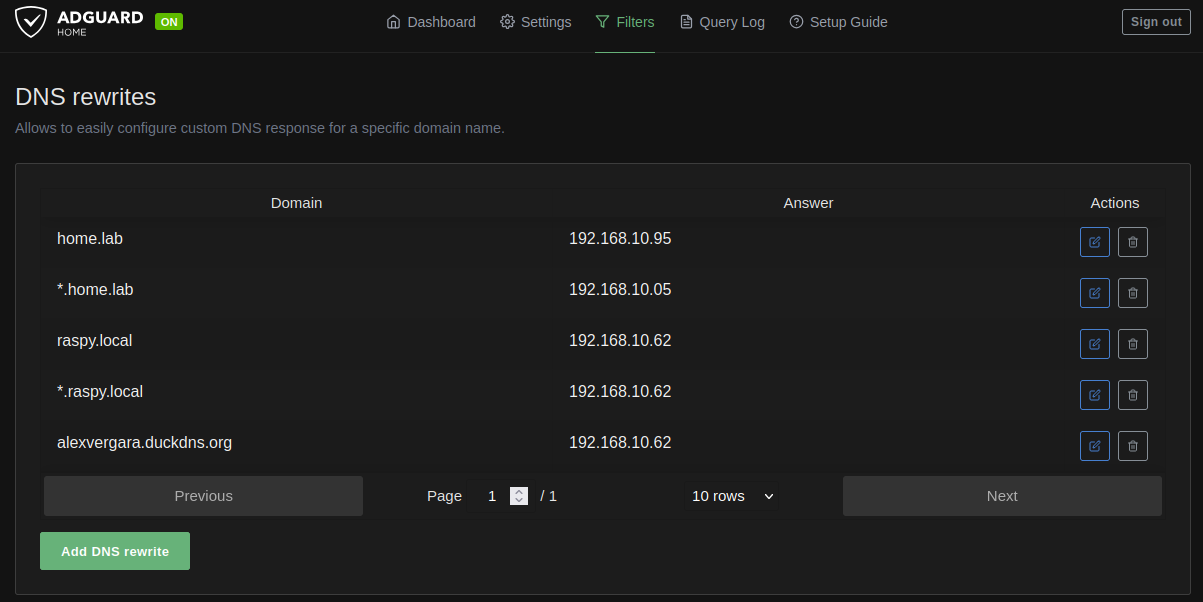 ADGUARD HOME ON Dashboard Settings Filters Query Log Setup Guide Sign out
DNS rewrites
Allows to easily configure custom DNS response for a specific domain name.
Domain Answer Actions
home.lab 192.168.10.95
*.home.lab 192.168.10.05
raspy.local 192.168.10.62
*.raspy.local 192.168.10.62
alexvergara.duckdns.org 192.168.10.62
Previous Page 1 / 1 10 rows Next
Add DNS rewrite